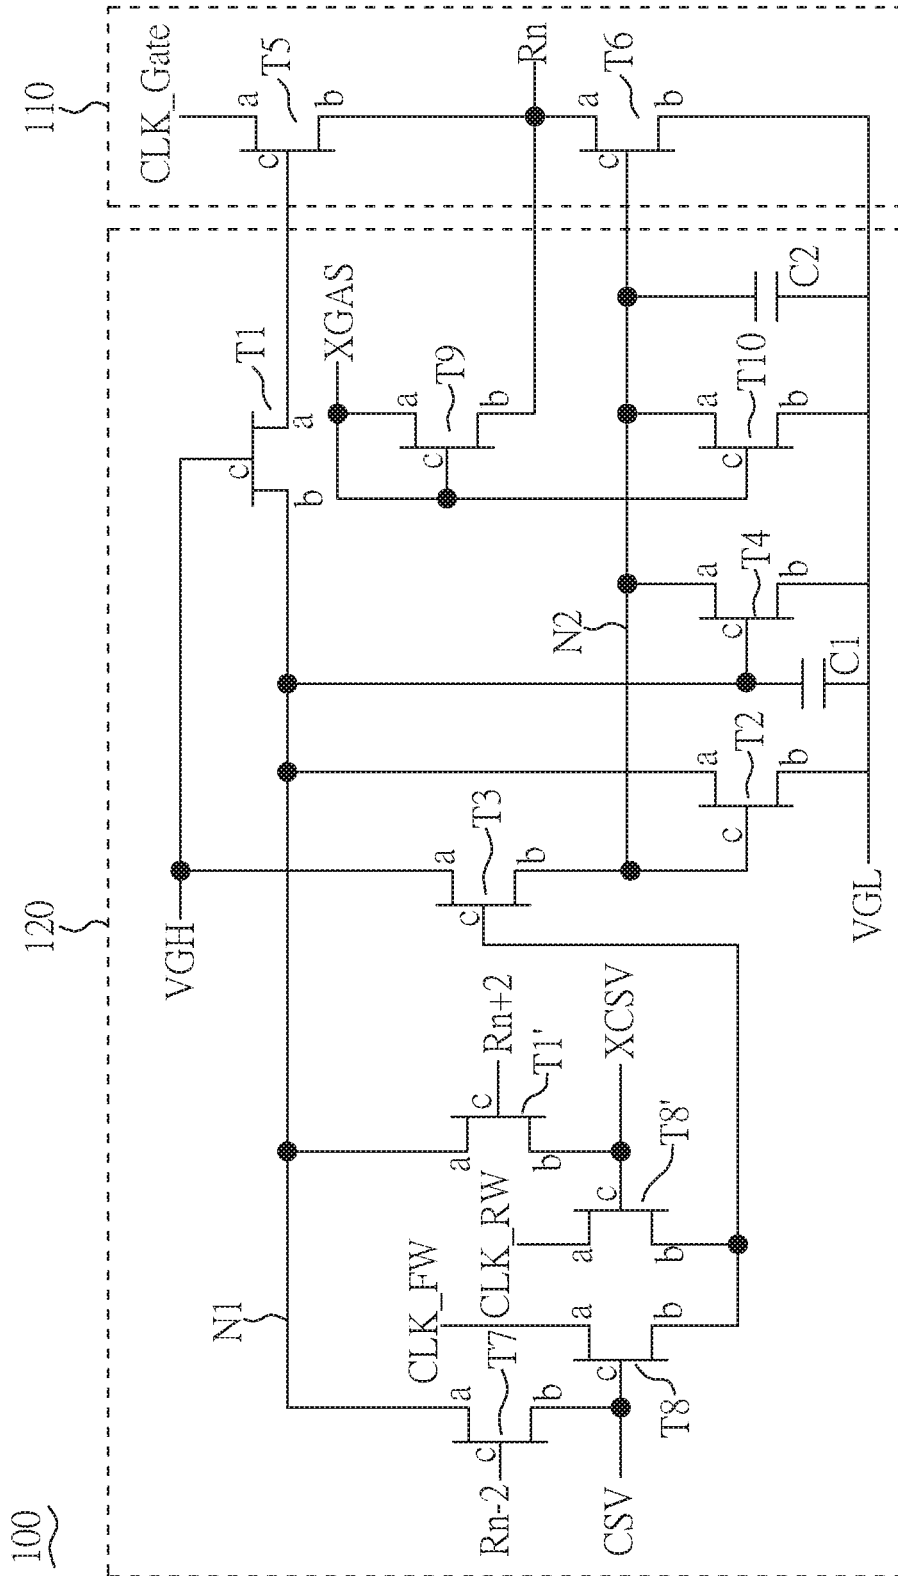 100
120
110
VGH
T1
c
b
a
CLK_Gate
a
T5
c
b
N1
XGAS
Rn
a
T9
c
b
a
T3
c
b
Rn-2
a
T7
c
b
CLK_FW
Rn+2
a
T1'
c
b
CLK_RW
CSV
a
T8
c
b
a
T8'
c
b
XCSV
N2
a
T2
c
b
C1
a
T4
c
b
a
T10
c
b
C2
a
T6
c
b
VGL